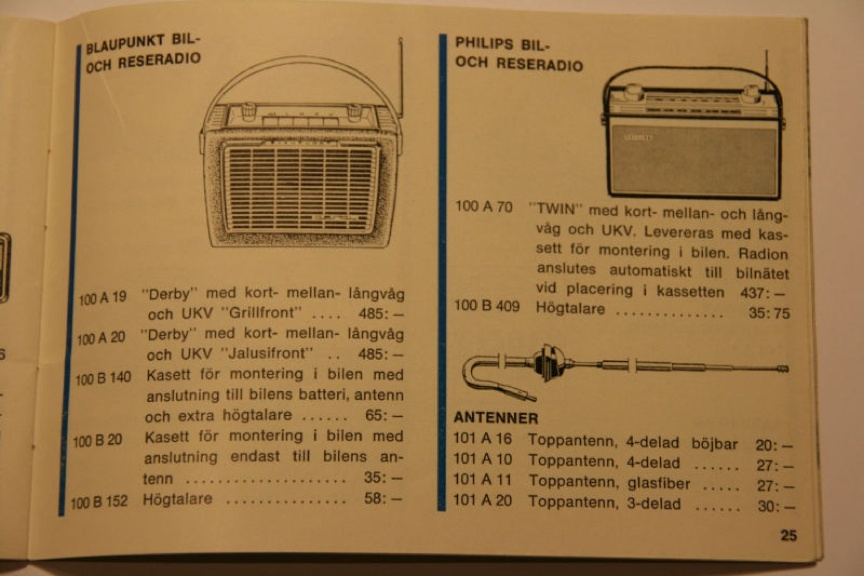 BLAUPUNKT BIL-
OCH RESERADIO
100 A 19 "Derby" med kort- mellan- långvåg
och UKV "Grillfront" .... 485: —
100 A 20 "Derby" med kort- mellan- långvåg
och UKV "Jalusifront" .. 485: —
100 B 140 Kasett för montering i bilen med
anslutning till bilens batteri, antenn
och extra högtalare ...... 65: —
100 B 20 Kasett för montering i bilen med
anslutning endast till bilens an-
tenn .................... 35: —
100 B 152 Högtalare ............... 58: —
PHILIPS BIL-
OCH RESERADIO
100 A 70 "TWIN" med kort- mellan- och lång-
våg och UKV. Levereras med kas-
sett för montering i bilen. Radion
anslutes automatiskt till bilnätet
vid placering i kassetten 437: —
100 B 409 Högtalare .............. 35: 75
ANTENNER
101 A 16 Toppantenn, 4-delad böjbar 20: —
101 A 10 Toppantenn, 4-delad ...... 27: —
101 A 11 Toppantenn, glasfiber ..... 27: —
101 A 20 Toppantenn, 3-delad ...... 30: —
25